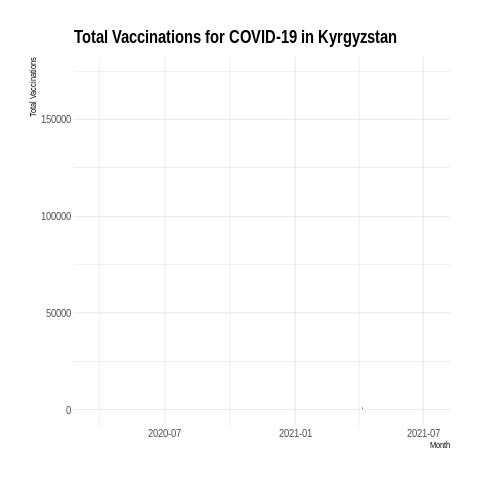 Total Vaccinations for COVID-19 in Kyrgyzstan
Total Vaccinations
150000
100000
50000
0
2020-07
2021-01
2021-07
Month